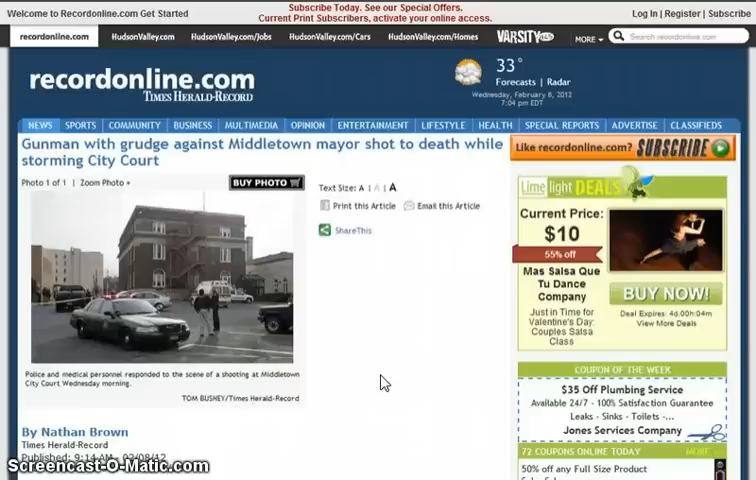 Welcome to Recordonline.com Get Started
Subscribe Today. See our Special Offers.
Current Print Subscribers, activate your online access.
Log In | Register | Subscribe
recordonline.com HudsonValley.com HudsonValley.com/Jobs HudsonValley.com/Cars HudsonValley.com/Homes VARSITY845 MORE Search recordonline.com
recordonline.com
TIMES HERALD-RECORD
33°
Forecasts | Radar
Wednesday, February 8, 2012
7:04 pm EDT
NEWS SPORTS COMMUNITY BUSINESS MULTIMEDIA OPINION ENTERTAINMENT LIFESTYLE HEALTH SPECIAL REPORTS ADVERTISE CLASSIFIEDS
Gunman with grudge against Middletown mayor shot to death while
storming City Court
Photo 1 of 1 | Zoom Photo +
BUY PHOTO
Text Size: A | A | A
Print this Article Email this Article
ShareThis
Police and medical personnel responded to the scene of a shooting at Middletown
City Court Wednesday morning.
TOM BUSHEY/Times Herald-Record
By Nathan Brown
Times Herald-Record
Published: 9:14 AM - 02/08/12
Like recordonline.com? SUBSCRIBE
Lime light DEALS
Current Price:
$10
55% off
Mas Salsa Que
Tu Dance
Company
Just in Time for
Valentine's Day:
Couples Salsa
Class
BUY NOW!
Deal Expires: 4d:00h:04m
View More Deals
COUPON OF THE WEEK
$35 Off Plumbing Service
Available 24/7 - 100% Satisfaction Guarantee
Leaks - Sinks - Toilets -...
Jones Services Company
72 COUPONS ONLINE TODAY MORE
50% off any Full Size Product
Screencast-O-Matic.com